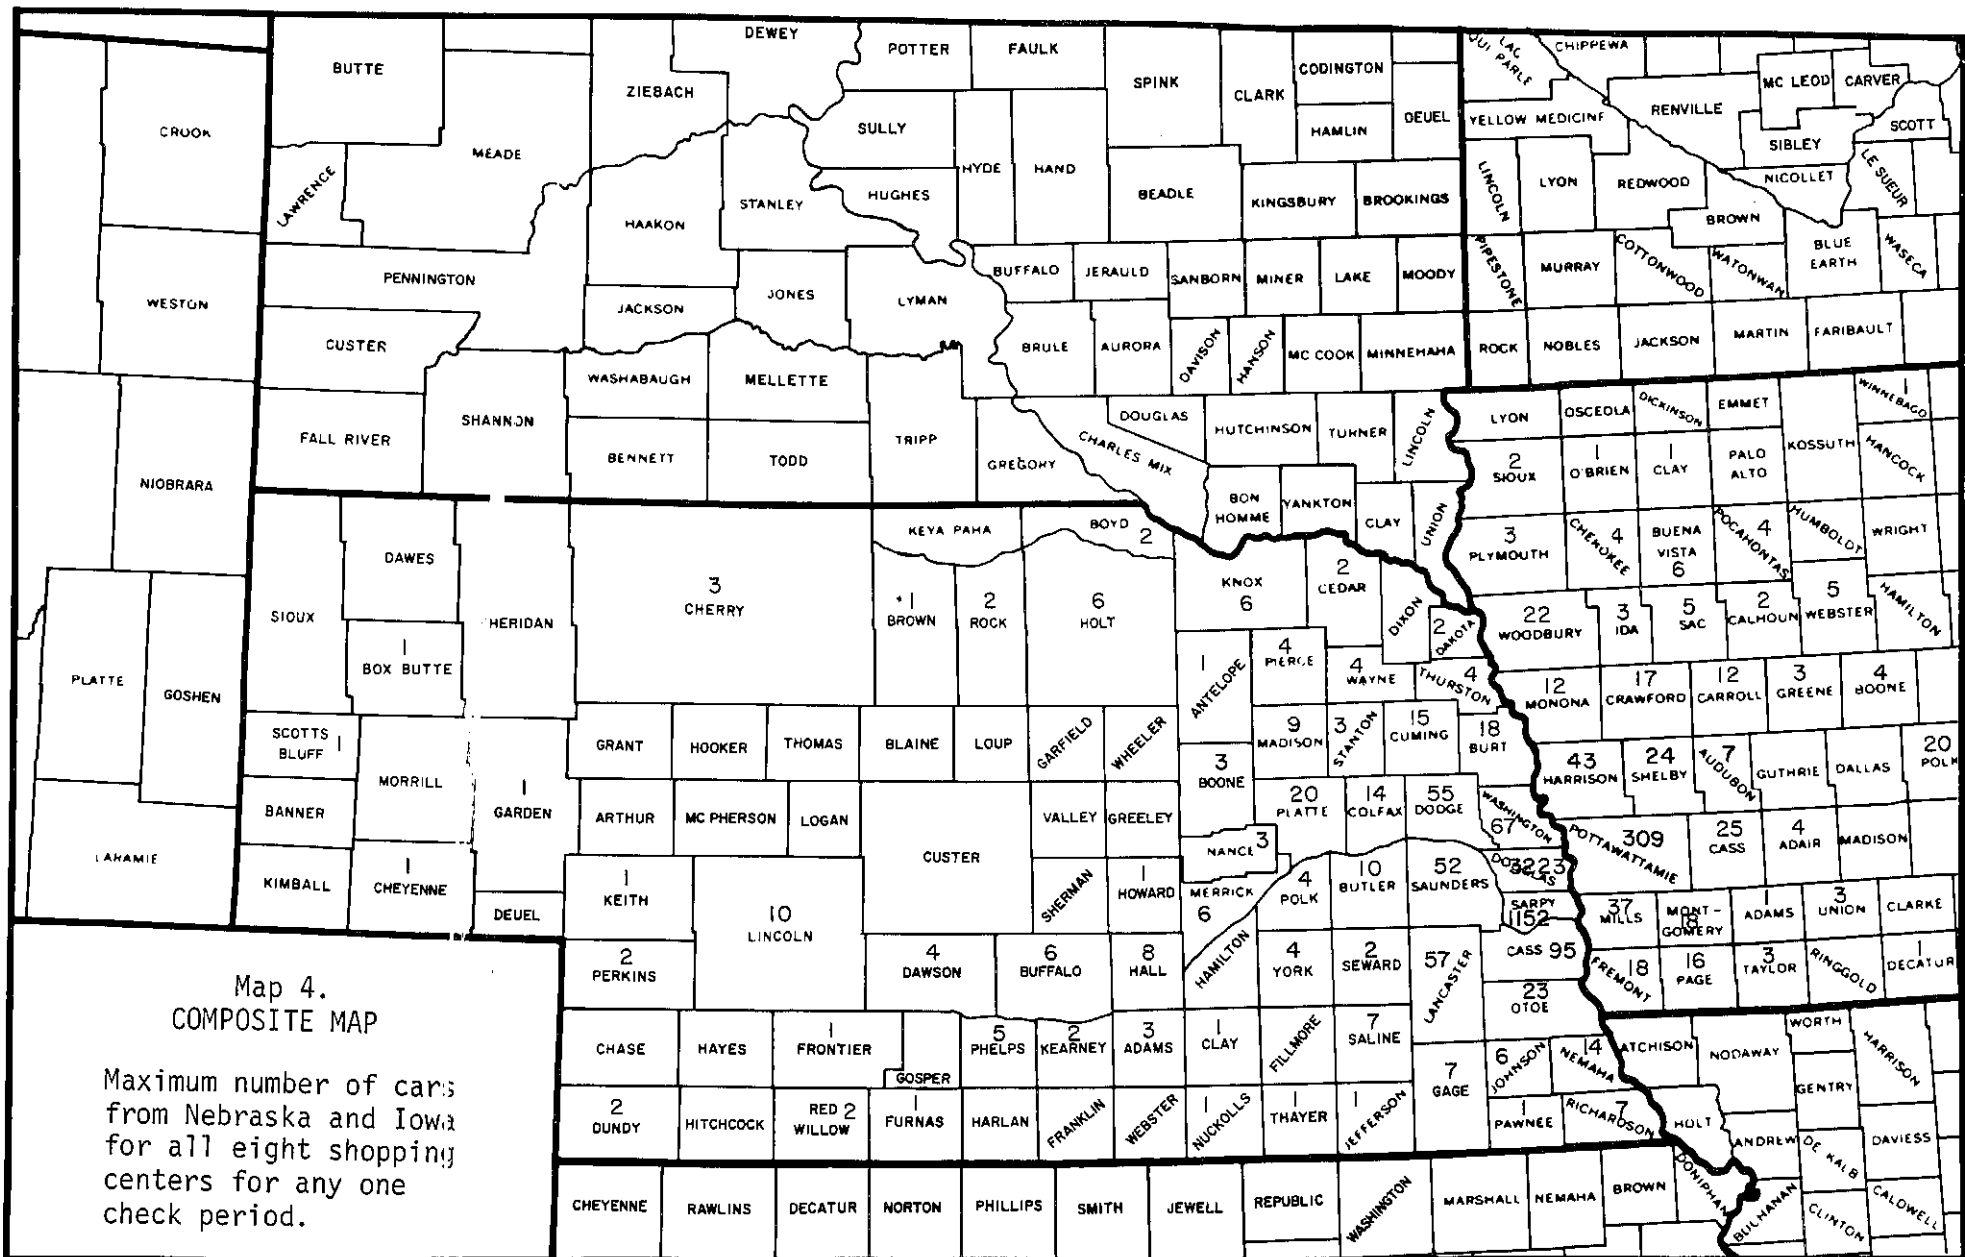 DEWEY
POTTER
FAULK
BUTTE
ZIEBACH
SPINK
CODINGTON
CLARK
LAC
QUI PARLE
CHIPPEWA
MC LEOD
CARVER
CROOK
MEADE
SULLY
HAMLIN
DEUEL
YELLOW MEDICINE
RENVILLE
SCOTT
SIBLEY
LAWRENCE
STANLEY
HUGHES
HYDE
HAND
BEADLE
KINGSBURY
BROOKINGS
LINCOLN
LYON
REDWOOD
NICOLLET
LE SUEUR
BROWN
HAAKON
WESTON
PENNINGTON
JACKSON
JONES
LYMAN
BUFFALO
JERAULD
SANBORN
MINER
LAKE
MOODY
PIPESTONE
MURRAY
COTTONWOOD
WATONWAN
BLUE
EARTH
WASECA
CUSTER
BRULE
AURORA
DAVISON
HANSON
MC COOK
MINNEHAHA
ROCK
NOBLES
JACKSON
MARTIN
FARIBAULT
WASHABAUGH
MELLETTE
SHANNON
FALL RIVER
BENNETT
TODD
TRIPP
GREGORY
CHARLES MIX
DOUGLAS
HUTCHINSON
TURNER
LINCOLN
LYON
OSCEOLA
DICKINSON
EMMET
KOSSUTH
1
WINNEBAGO
HANCOCK
NIOBRARA
BON
HOMME
YANKTON
CLAY
UNION
2
SIOUX
1
O'BRIEN
1
CLAY
PALO
ALTO
SIOUX
DAWES
HERIDAN
3
CHERRY
KEYA PAHA
BOYD
2
KNOX
6
2
CEDAR
DIXON
3
PLYMOUTH
CHEROKEE
4
BUENA
VISTA
6
POCAHONTAS
4
HUMBOLDT
WRIGHT
PLATTE
GOSHEN
1
BOX BUTTE
1
BROWN
2
ROCK
6
HOLT
1
ANTELOPE
4
PIERCE
4
WAYNE
2
DAKOTA
THURSTON
4
22
WOODBURY
3
IDA
5
SAC
2
CALHOUN
5
WEBSTER
HAMILTON
12
MONONA
17
CRAWFORD
12
CARROLL
3
GREENE
4
BOONE
SCOTTS
BLUFF 1
MORRILL
1
GARDEN
GRANT
HOOKER
THOMAS
BLAINE
LOUP
GARFIELD
WHEELER
3
BOONE
9
MADISON
3
STANTON
15
CUMING
18
BURT
43
HARRISON
24
SHELBY
7
AUDUBON
GUTHRIE
DALLAS
20
POLK
BANNER
ARTHUR
MC PHERSON
LOGAN
CUSTER
VALLEY
GREELEY
NANCE 3
20
PLATTE
14
COLFAX
55
DODGE
WASHINGTON
67
POTTAWATTAMIE
309
25
CASS
4
ADAIR
MADISON
LARAMIE
KIMBALL
1
CHEYENNE
DEUEL
1
KEITH
10
LINCOLN
SHERMAN
1
HOWARD
MERRICK
6
4
POLK
10
BUTLER
52
SAUNDERS
DOUGLAS
3223
SARPY
1152
37
MILLS
MONT-
GOMERY
18
1
ADAMS
3
UNION
CLARKE
2
PERKINS
4
DAWSON
6
BUFFALO
8
HALL
HAMILTON
4
YORK
2
SEWARD
57
LANCASTER
CASS 95
23
OTOE
FREMONT
18
16
PAGE
3
TAYLOR
RINGGOLD
1
DECATUR
CHASE
HAYES
1
FRONTIER
GOSPER
5
PHELPS
2
KEARNEY
3
ADAMS
1
CLAY
FILLMORE
7
SALINE
7
GAGE
6
JOHNSON
14
NEMAHA
ATCHISON
NODAWAY
WORTH
HARRISON
GENTRY
2
DUNDY
HITCHCOCK
RED 2
WILLOW
1
FURNAS
HARLAN
FRANKLIN
WEBSTER
1
NUCKOLLS
THAYER
1
JEFFERSON
1
PAWNEE
RICHARDSON
7
HOLT
ANDREW
DE KALB
DAVIESS
CHEYENNE
RAWLINS
DECATUR
NORTON
PHILLIPS
SMITH
JEWELL
REPUBLIC
WASHINGTON
MARSHALL
NEMAHA
BROWN
DONIPHAN
BUCHANAN
CLINTON
CALDWELL
Map 4.
COMPOSITE MAP
Maximum number of cars
from Nebraska and Iowa
for all eight shopping
centers for any one
check period.